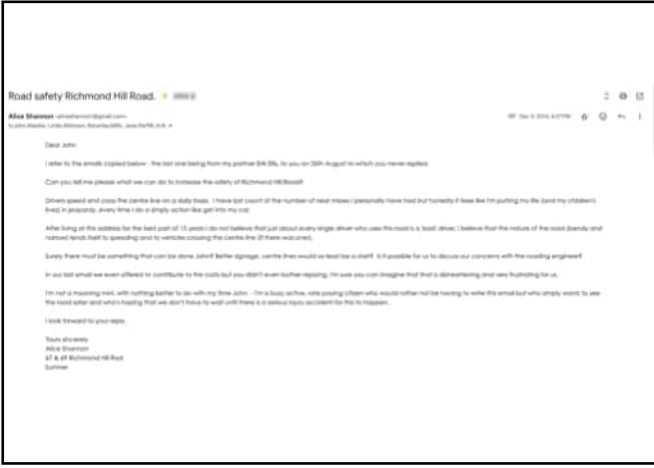 Road safety Richmond Hill Road.
Alice Shannon
Dear John
I refer to the emails copied below - the last one being from my partner Erik Ellis, to you on 26th August to which you never replied.
Can you tell me please what we can do to increase the safety of Richmond Hill Road?
Drivers speed and cross the centre line on a daily basis. I have lost count of the number of near misses I personally have had but honestly it feels like I'm putting my life (and my children's
lives) in jeopardy, every time I do a simple action like get into my car.
After living at this address for the best part of 15 years I do not believe that just about every single driver who uses this road is a 'bad' driver, I believe that the nature of the road (bendy and
narrow) lends itself to speeding and to vehicles crossing the centre line (if there was one).
Surely there must be something that can be done, John? Better signage, centre lines would at least be a start? Is it possible for us to discuss our concerns with the roading engineer?
In our last email we even offered to contribute to the costs but you didn't even bother replying, I'm sure you can imagine that that is disheartening and very frustrating for us.
I'm not a moaning mini, with nothing better to do with my time John - I'm a busy active, rate paying citizen who would rather not be having to write this email but who simply wants to see
the road safer and who's hoping that we don't have to wait until there is a serious injury accident for this to happen.
I look forward to your reply.
Yours sincerely
Alice Shannon
67 & 69 Richmond Hill Road
Sumner